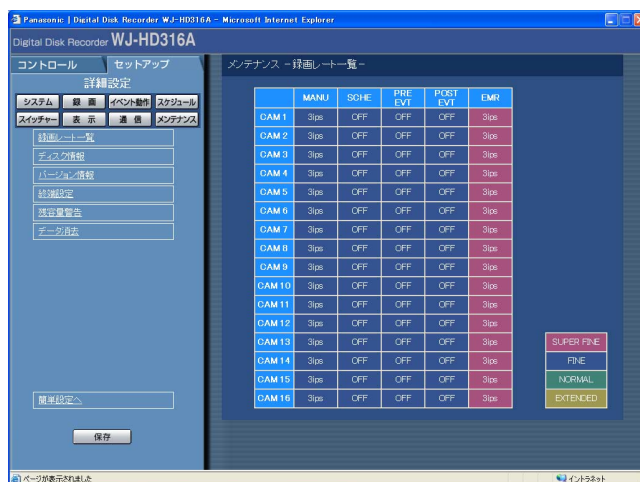 Panasonic | Digital Disk Recorder WJ-HD316A - Microsoft Internet Explorer
Digital Disk Recorder WJ-HD316A
コントロール セットアップ
詳細設定
システム 録 画 イベント動作 スケジュール
スイッチャー 表 示 通 信 メンテナンス
録画レート一覧
ディスク情報
バージョン情報
終端設定
残容量警告
データ消去
簡単設定へ
保存
メンテナンス －録画レート一覧－
MANU SCHE PRE EVT POST EVT EMR
CAM 1 3ips OFF OFF OFF 3ips
CAM 2 3ips OFF OFF OFF 3ips
CAM 3 3ips OFF OFF OFF 3ips
CAM 4 3ips OFF OFF OFF 3ips
CAM 5 3ips OFF OFF OFF 3ips
CAM 6 3ips OFF OFF OFF 3ips
CAM 7 3ips OFF OFF OFF 3ips
CAM 8 3ips OFF OFF OFF 3ips
CAM 9 3ips OFF OFF OFF 3ips
CAM 10 3ips OFF OFF OFF 3ips
CAM 11 3ips OFF OFF OFF 3ips
CAM 12 3ips OFF OFF OFF 3ips
CAM 13 3ips OFF OFF OFF 3ips
CAM 14 3ips OFF OFF OFF 3ips
CAM 15 3ips OFF OFF OFF 3ips
CAM 16 3ips OFF OFF OFF 3ips
SUPER FINE
FINE
NORMAL
EXTENDED
ページが表示されました イントラネット